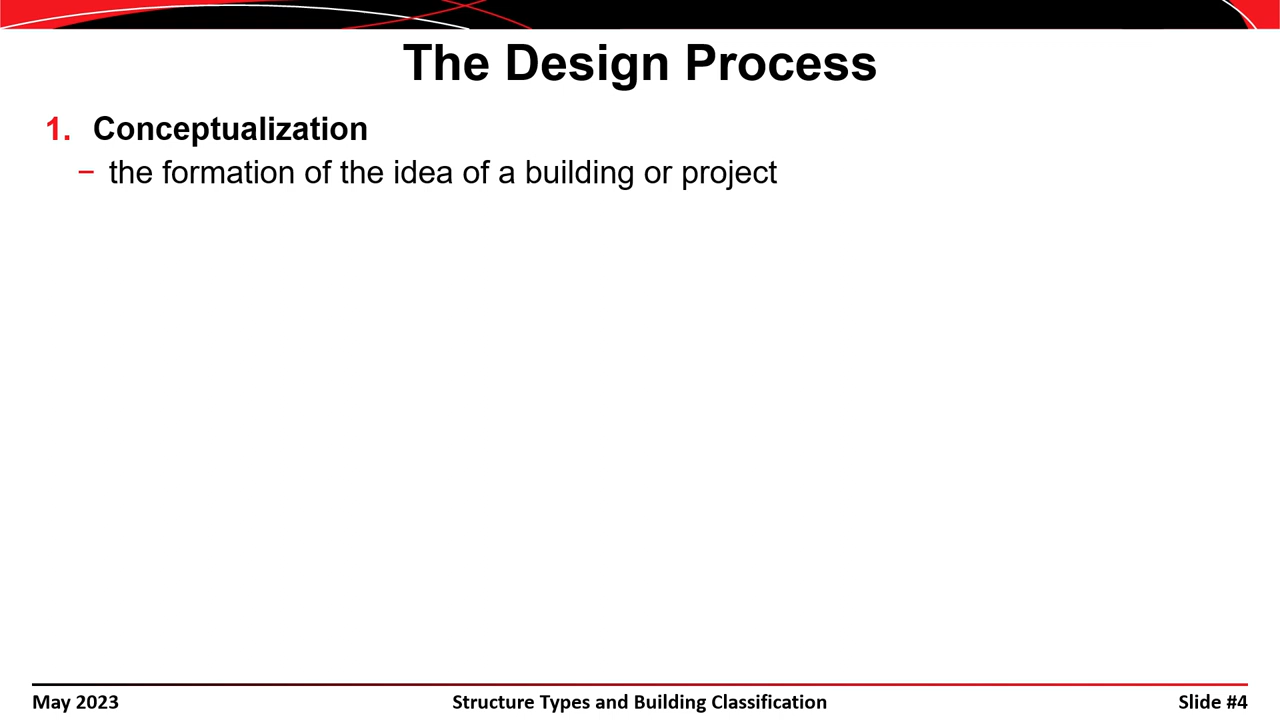 The Design Process
1. Conceptualization
– the formation of the idea of a building or project
May 2023 Structure Types and Building Classification Slide #4